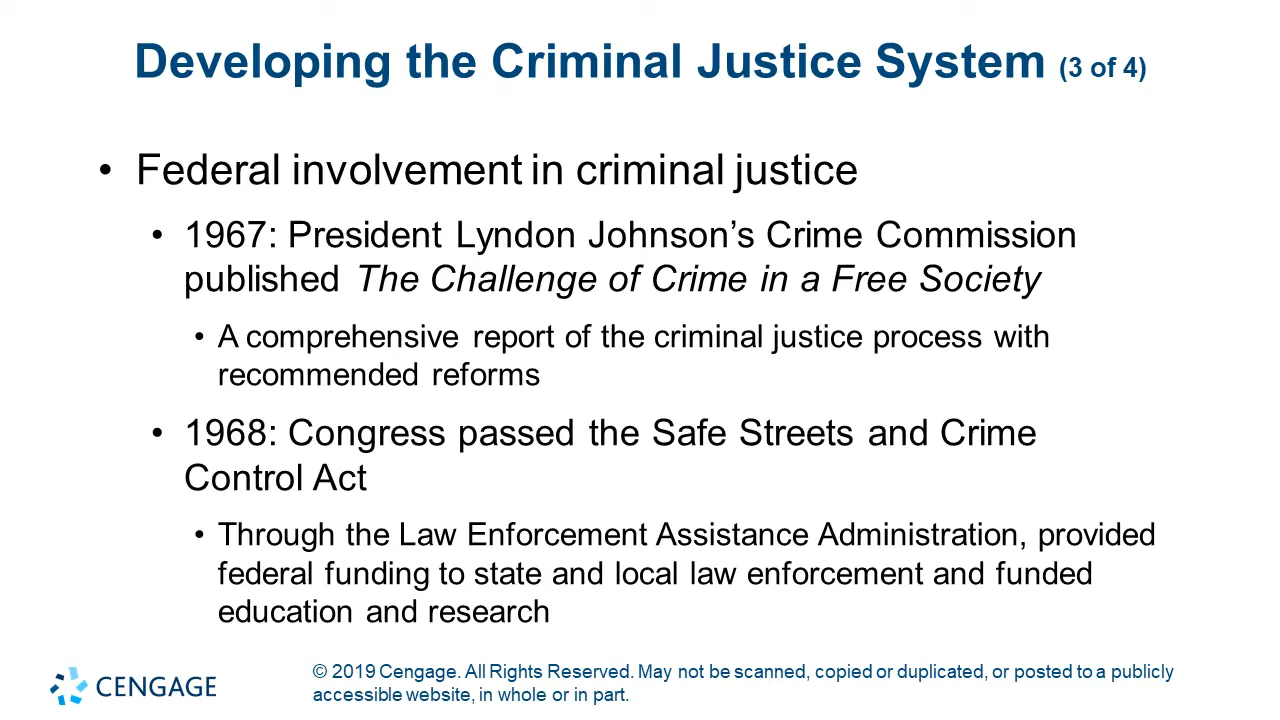 Developing the Criminal Justice System (3 of 4)
• Federal involvement in criminal justice
• 1967: President Lyndon Johnson’s Crime Commission
published The Challenge of Crime in a Free Society
• A comprehensive report of the criminal justice process with
recommended reforms
• 1968: Congress passed the Safe Streets and Crime
Control Act
• Through the Law Enforcement Assistance Administration, provided
federal funding to state and local law enforcement and funded
education and research
CENGAGE
© 2019 Cengage. All Rights Reserved. May not be scanned, copied or duplicated, or posted to a publicly
accessible website, in whole or in part.